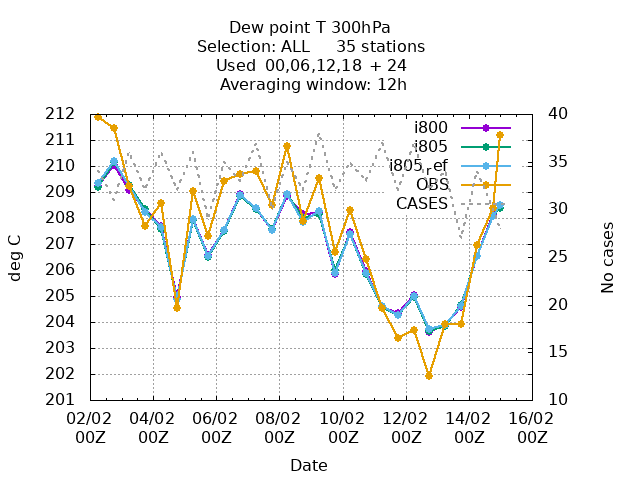 Dew point T 300hPa
Selection: ALL 35 stations
Used 00,06,12,18 + 24
Averaging window: 12h
212
211
210
209
208
207
206
205
204
203
202
201
deg C
40
35
30
25
20
15
10
No cases
i800
i805
i805_ref
OBS
CASES
02/02 04/02 06/02 08/02 10/02 12/02 14/02 16/02
00Z 00Z 00Z 00Z 00Z 00Z 00Z 00Z
Date